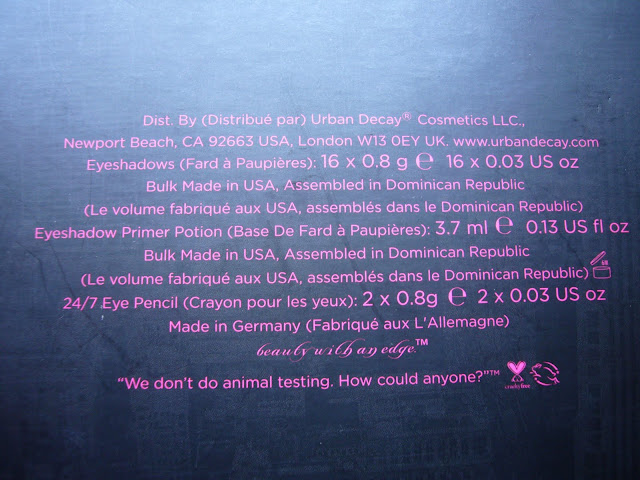 Dist. By (Distribué par) Urban Decay® Cosmetics LLC.,
Newport Beach, CA 92663 USA, London W13 0EY UK. www.urbandecay.com
Eyeshadows (Fard à Paupières): 16 x 0.8 g ℮ 16 x 0.03 US oz
Bulk Made in USA, Assembled in Dominican Republic
(Le volume fabriqué aux USA, assemblés dans le Dominican Republic)
Eyeshadow Primer Potion (Base De Fard à Paupières): 3.7 ml ℮ 0.13 US fl oz
Bulk Made in USA, Assembled in Dominican Republic
(Le volume fabriqué aux USA, assemblés dans le Dominican Republic)
24/7 Eye Pencil (Crayon pour les yeux): 2 x 0.8g ℮ 2 x 0.03 US oz
Made in Germany (Fabriqué aux L'Allemagne)
beauty with an edge.™
“We don't do animal testing. How could anyone?”™